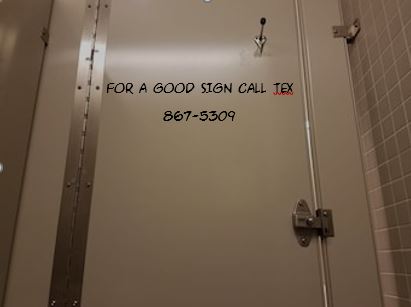 FOR A GOOD SIGN CALL TEX
867-5309